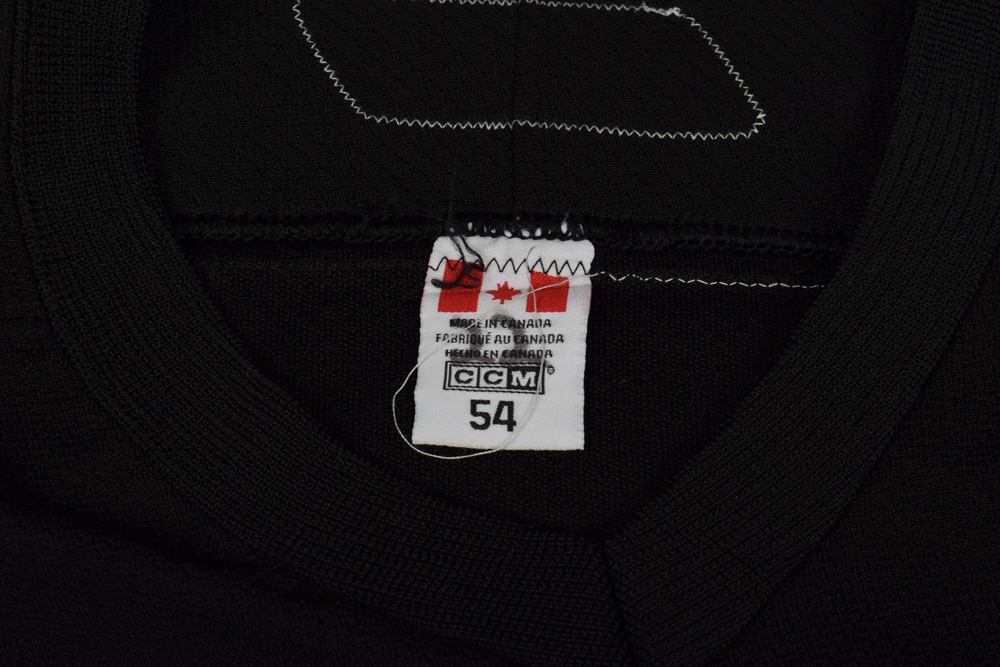 MADE IN CANADA
FABRIQUÉ AU CANADA
HECHO EN CANADA
CCM®
54